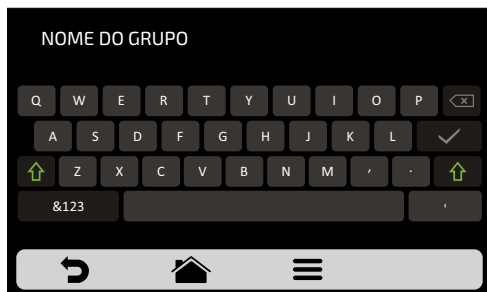 NOME DO GRUPO
Q W E R T Y U I O P
A S D F G H J K L
Z X C V B N M , .
&123 '